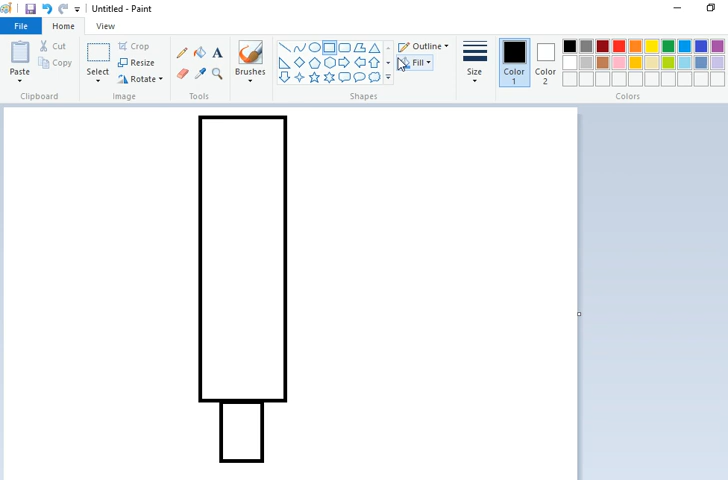 Untitled - Paint
File Home View
Paste
Cut
Copy
Clipboard
Select
Crop
Resize
Rotate
Image
Tools
Brushes
Shapes
Outline
Fill
Size
Color
1
Color
2
Colors